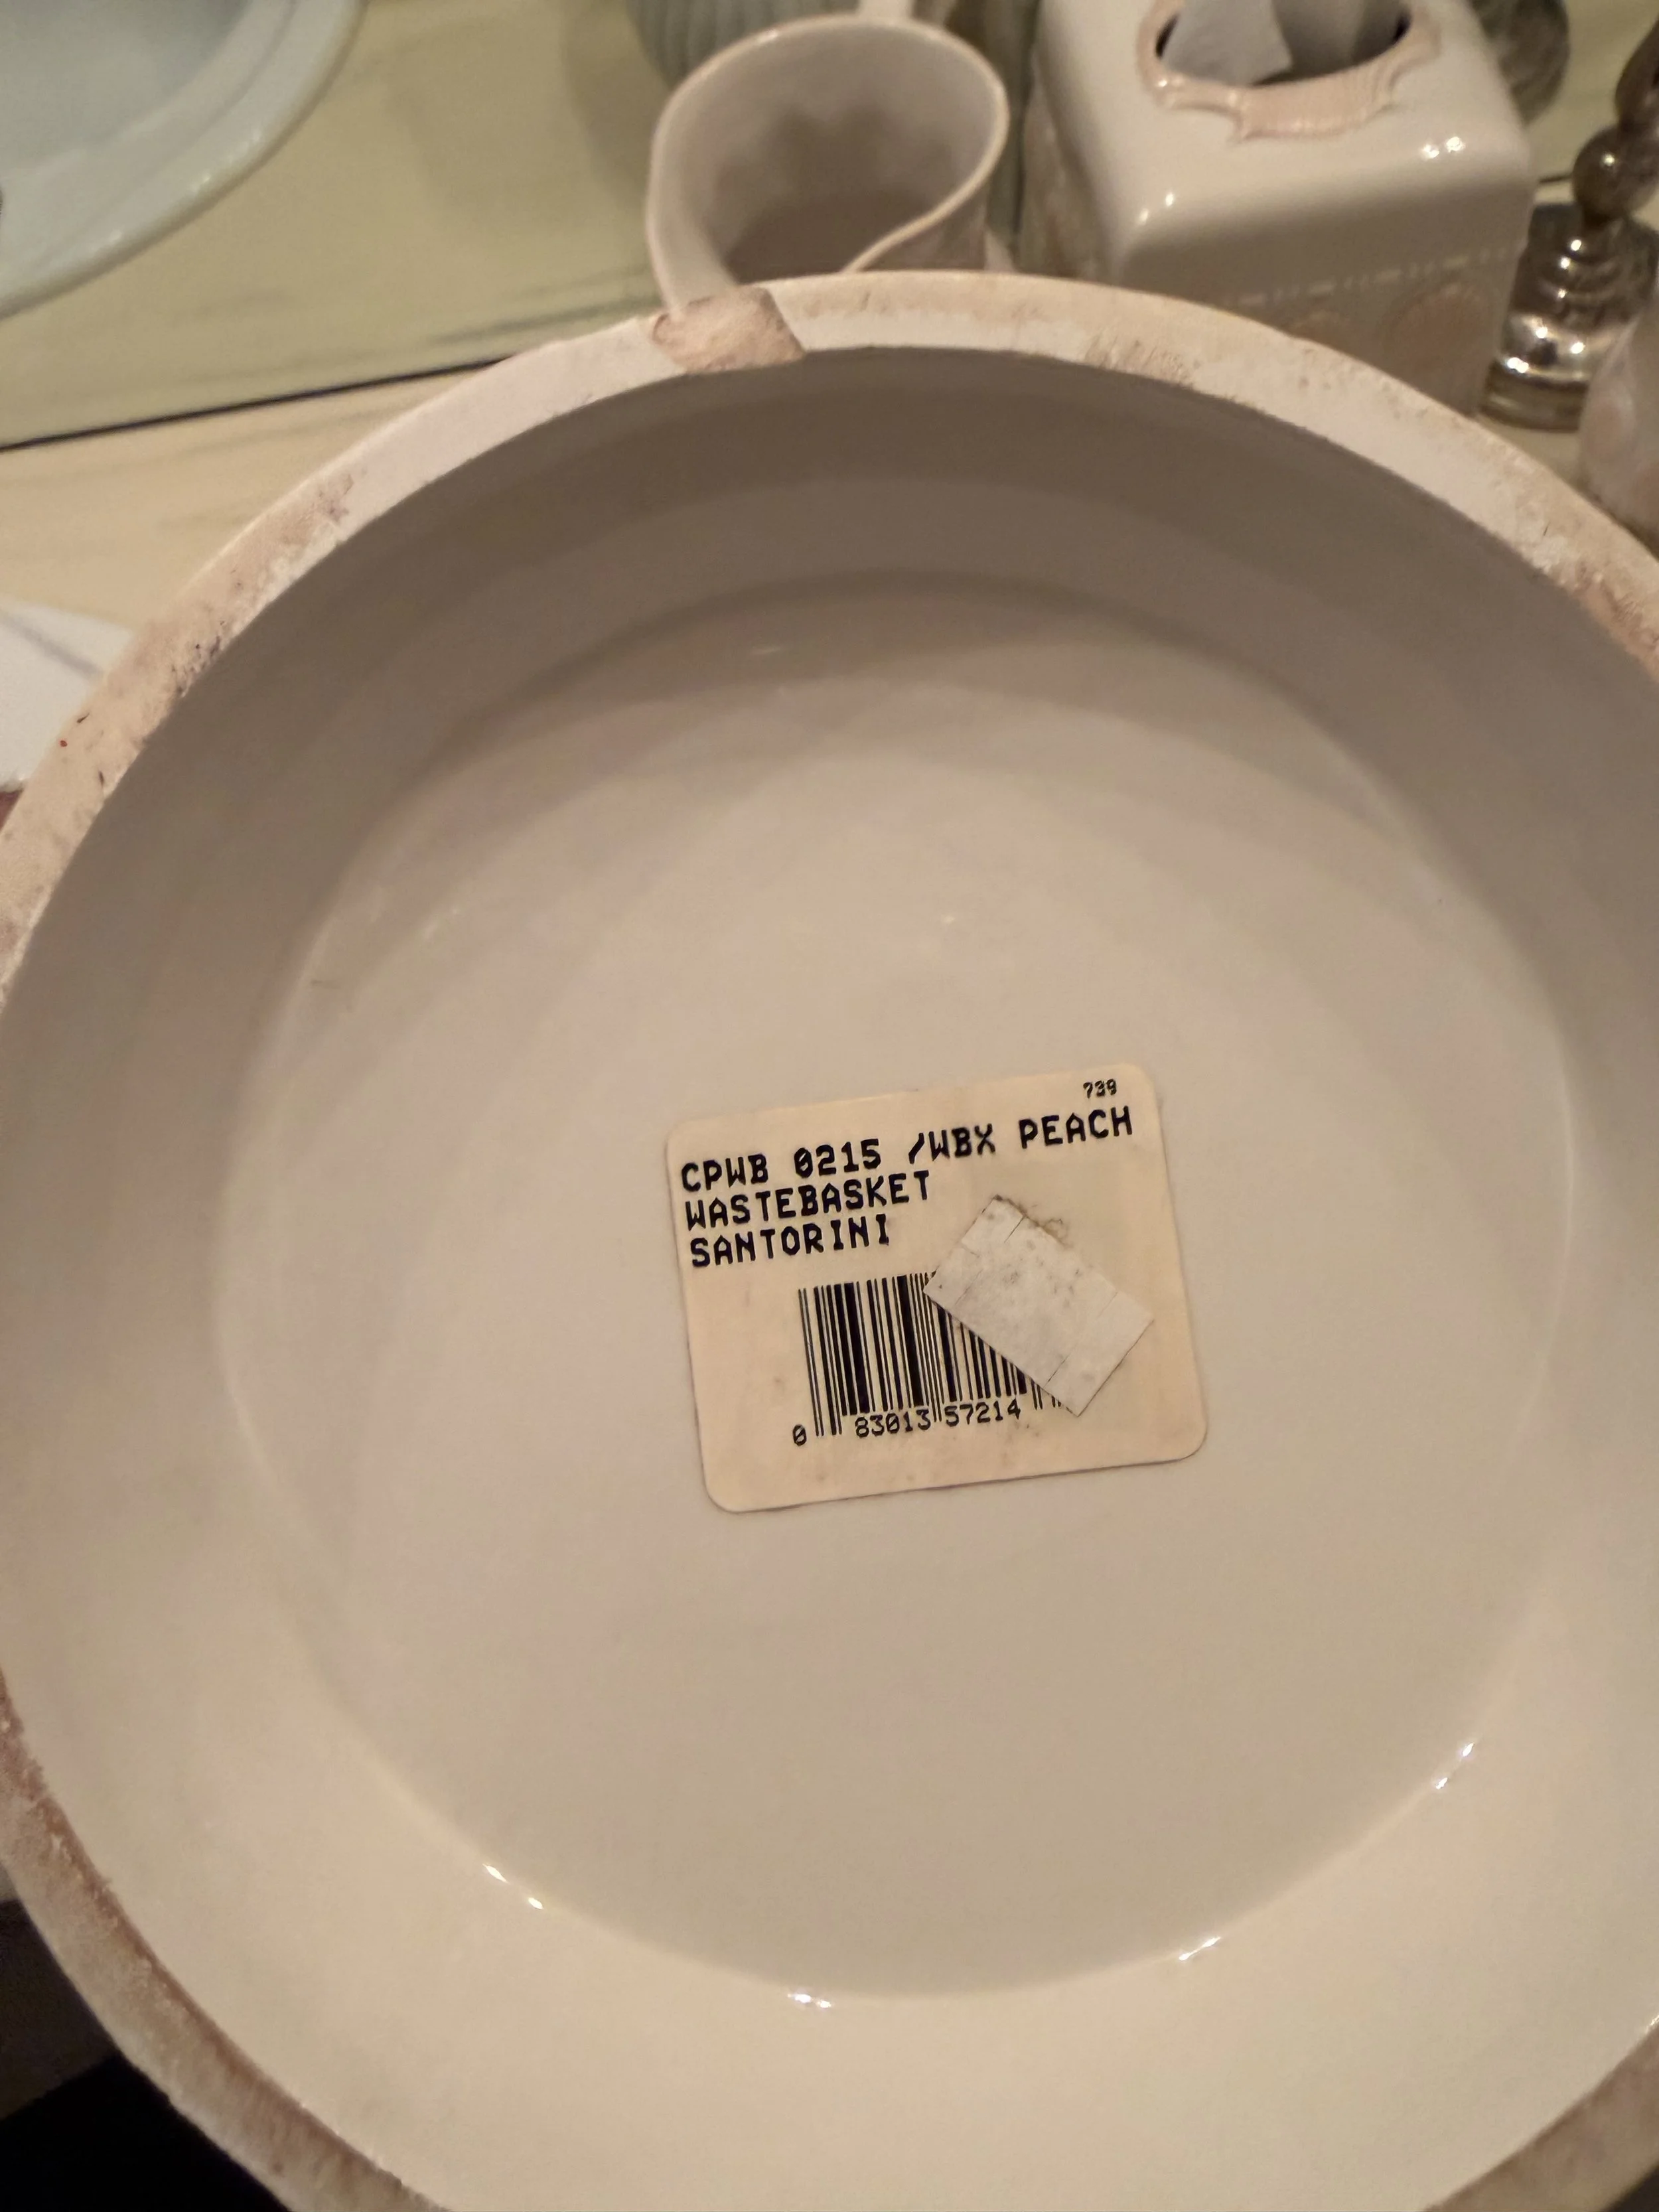 739
CPWB 0215 /WBX PEACH
WASTEBASKET
SANTORINI
0 83013 57214